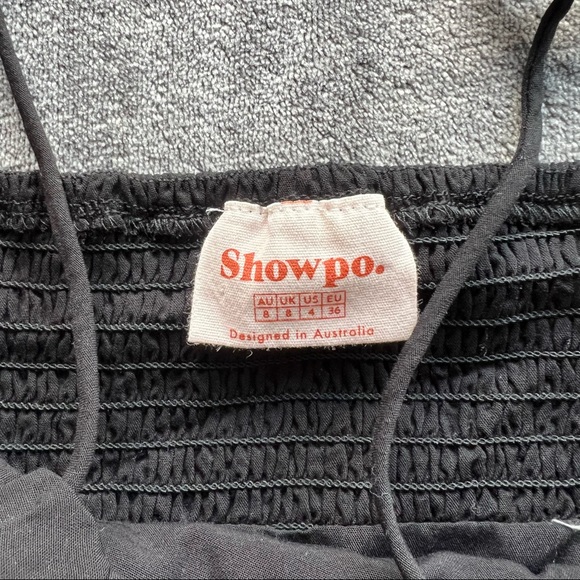 Showpo.
AU UK US EU
8 8 4 36
Designed in Australia